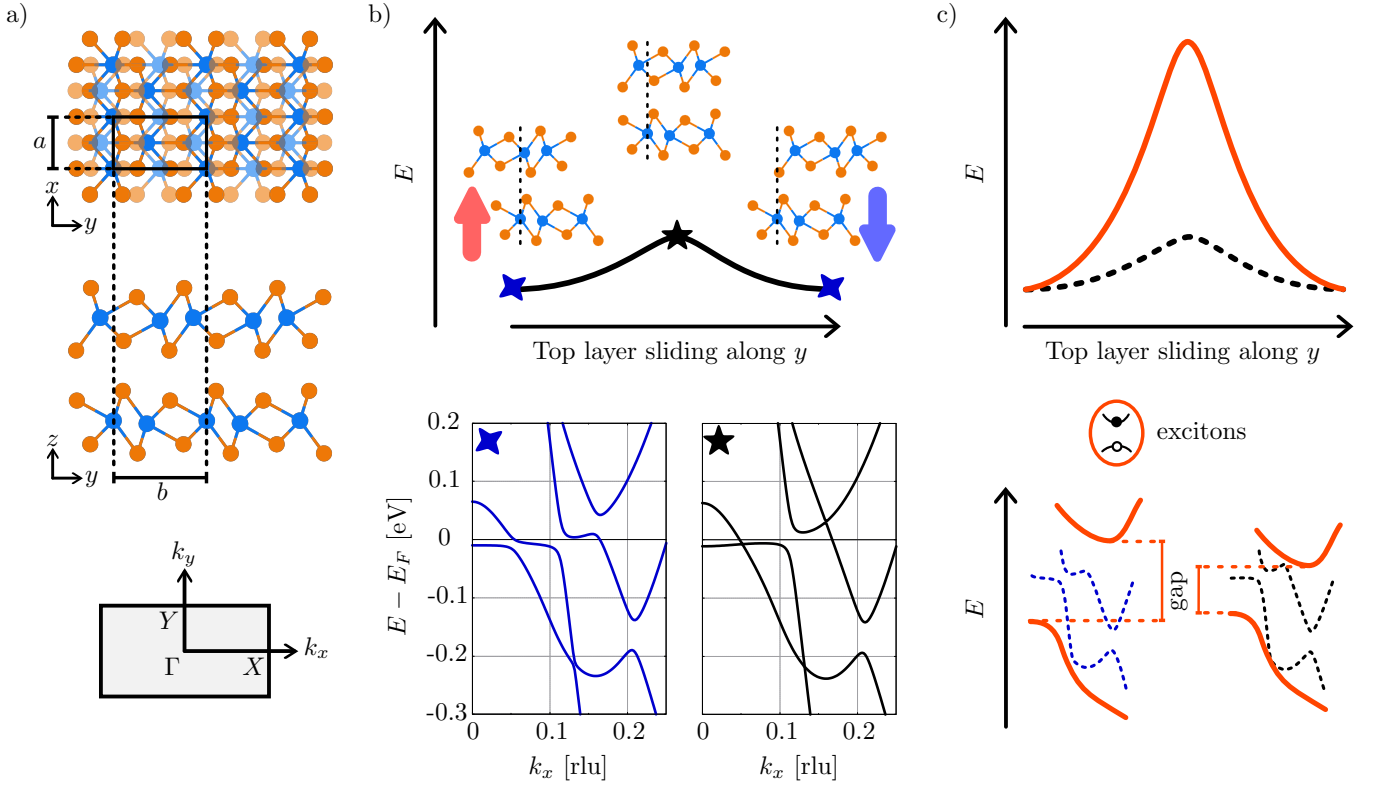 a)
a
x
y
z
y
b
k_y
Y
Γ
X
k_x
b)
E
Top layer sliding along y
E − E_F [eV]
0.2
0.1
0
-0.1
-0.2
-0.3
0
0.1
0.2
k_x [rlu]
0
0.1
0.2
k_x [rlu]
c)
E
Top layer sliding along y
excitons
E
gap